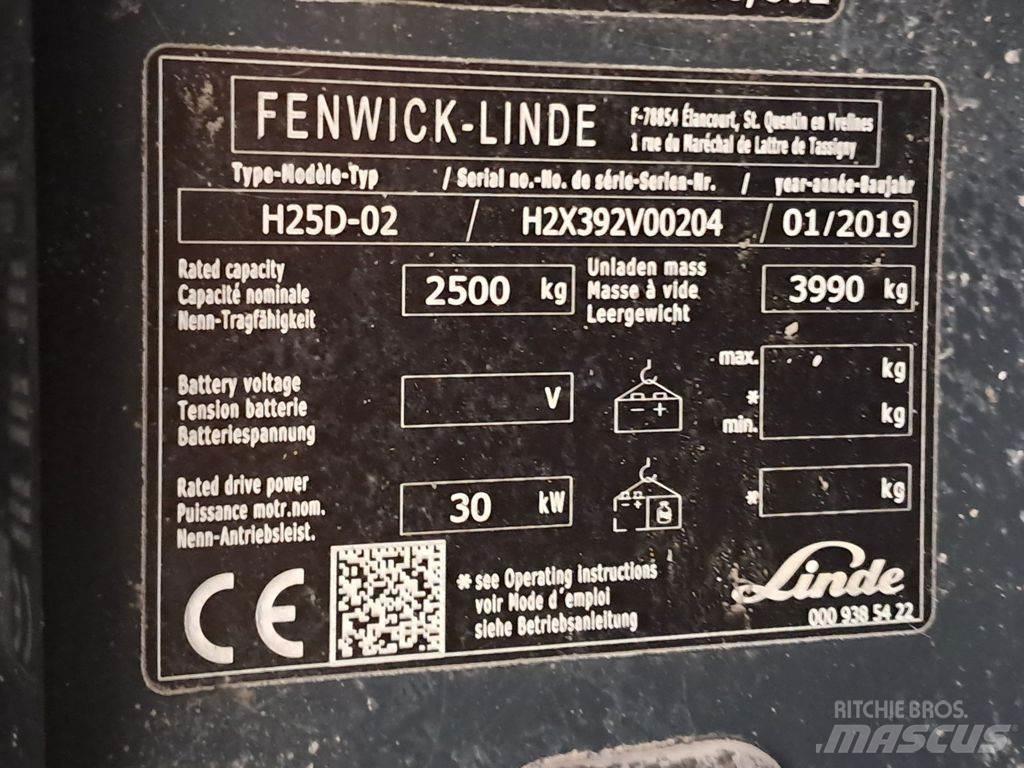 FENWICK-LINDE
F-78854 Élancourt, St. Quentin en Yvelines
1 rue du Maréchal de Lattre de Tassigny
Type-Modèle-Typ / Serial no.-No. de série-Serien-Nr. / year-année-Baujahr
H25D-02 / H2X392V00204 / 01/2019
Rated capacity
Capacité nominale
Nenn-Tragfähigkeit
2500 kg
Unladen mass
Masse à vide
Leergewicht
3990 kg
Battery voltage
Tension batterie
Batteriespannung
V
- +
max. kg
*
min. kg
Rated drive power
Puissance motr.nom.
Nenn-Antriebsleist.
30 kW
- +
* kg
CE
* see Operating instructions
voir Mode d'emploi
siehe Betriebsanleitung
Linde
000 938 54 22
RITCHIE BROS.
MASCUS